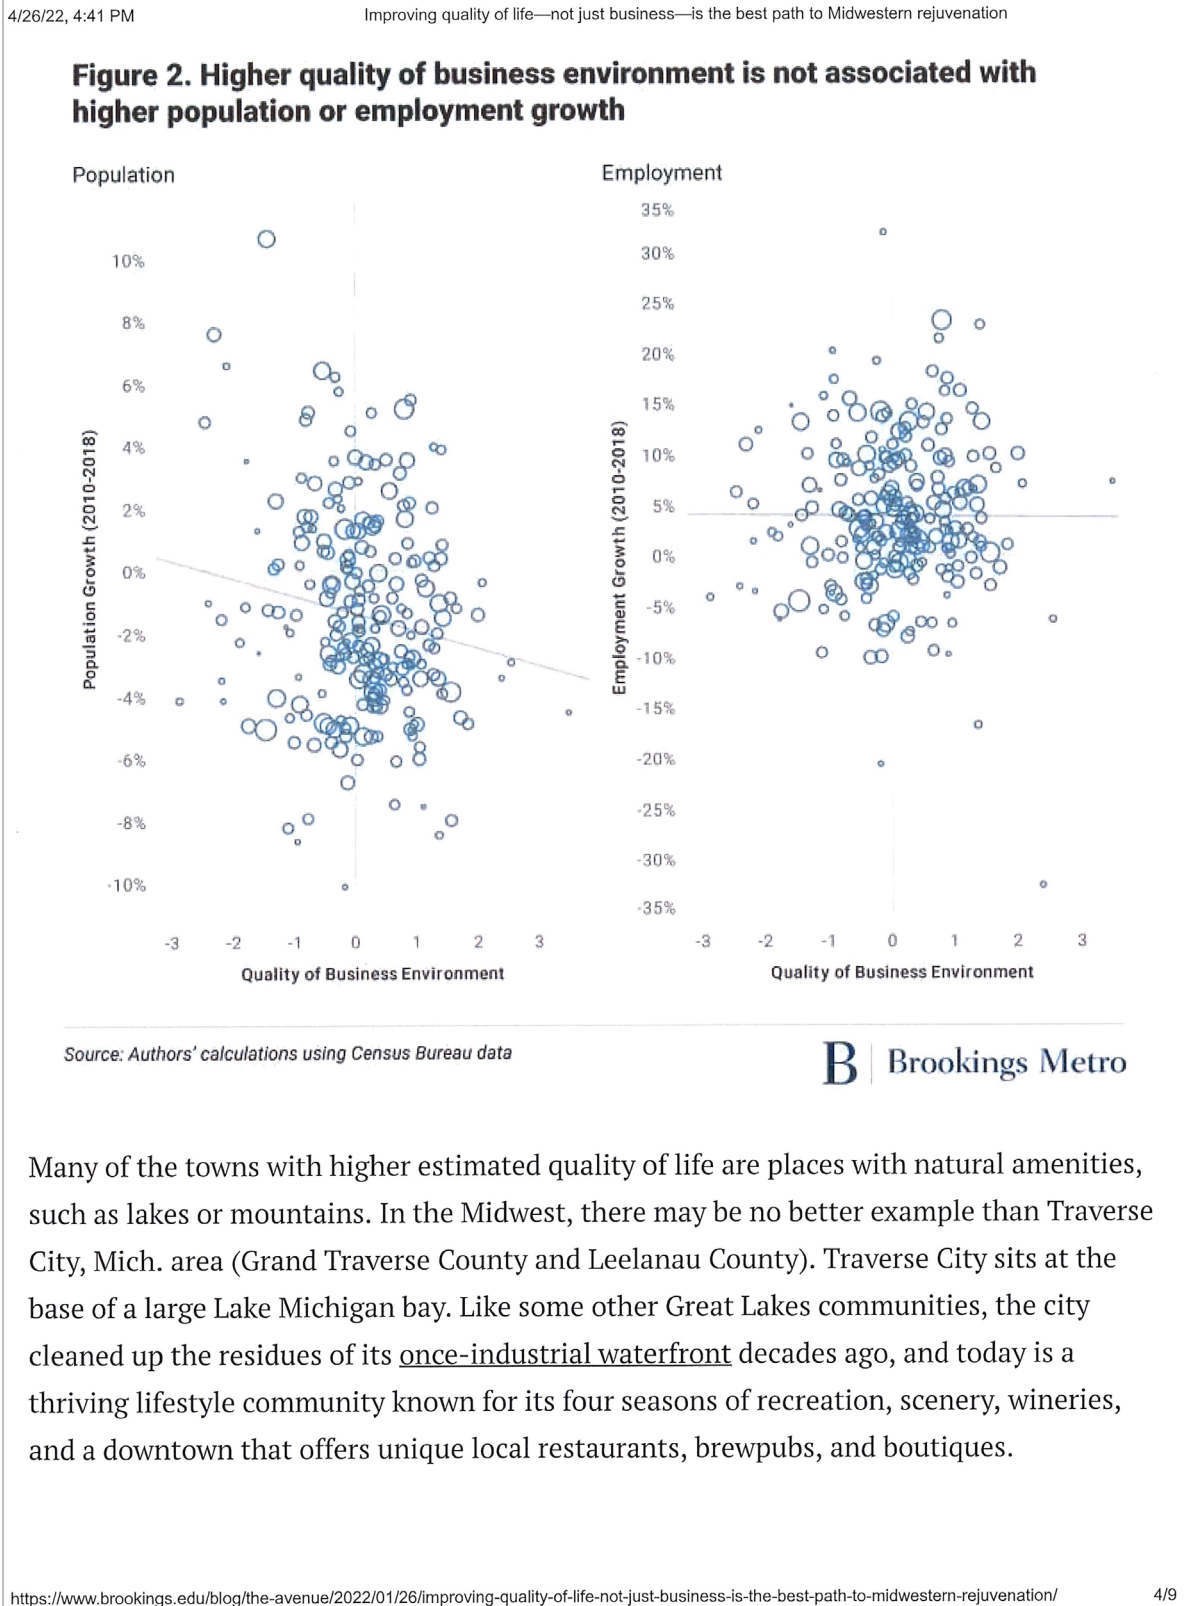 4/26/22, 4:41 PM
Improving quality of life—not just business—is the best path to Midwestern rejuvenation
Figure 2. Higher quality of business environment is not associated with
higher population or employment growth
Population
Population Growth (2010-2018)
10%
8%
6%
4%
2%
0%
-2%
-4%
-6%
-8%
-10%
-3
-2
-1
0
1
2
3
Quality of Business Environment
Employment
Employment Growth (2010-2018)
35%
30%
25%
20%
15%
10%
5%
0%
-5%
-10%
-15%
-20%
-25%
-30%
-35%
-3
-2
-1
0
1
2
3
Quality of Business Environment
Source: Authors' calculations using Census Bureau data
B | Brookings Metro
Many of the towns with higher estimated quality of life are places with natural amenities,
such as lakes or mountains. In the Midwest, there may be no better example than Traverse
City, Mich. area (Grand Traverse County and Leelanau County). Traverse City sits at the
base of a large Lake Michigan bay. Like some other Great Lakes communities, the city
cleaned up the residues of its once-industrial waterfront decades ago, and today is a
thriving lifestyle community known for its four seasons of recreation, scenery, wineries,
and a downtown that offers unique local restaurants, brewpubs, and boutiques.
https://www.brookings.edu/blog/the-avenue/2022/01/26/improving-quality-of-life-not-just-business-is-the-best-path-to-midwestern-rejuvenation/
4/9